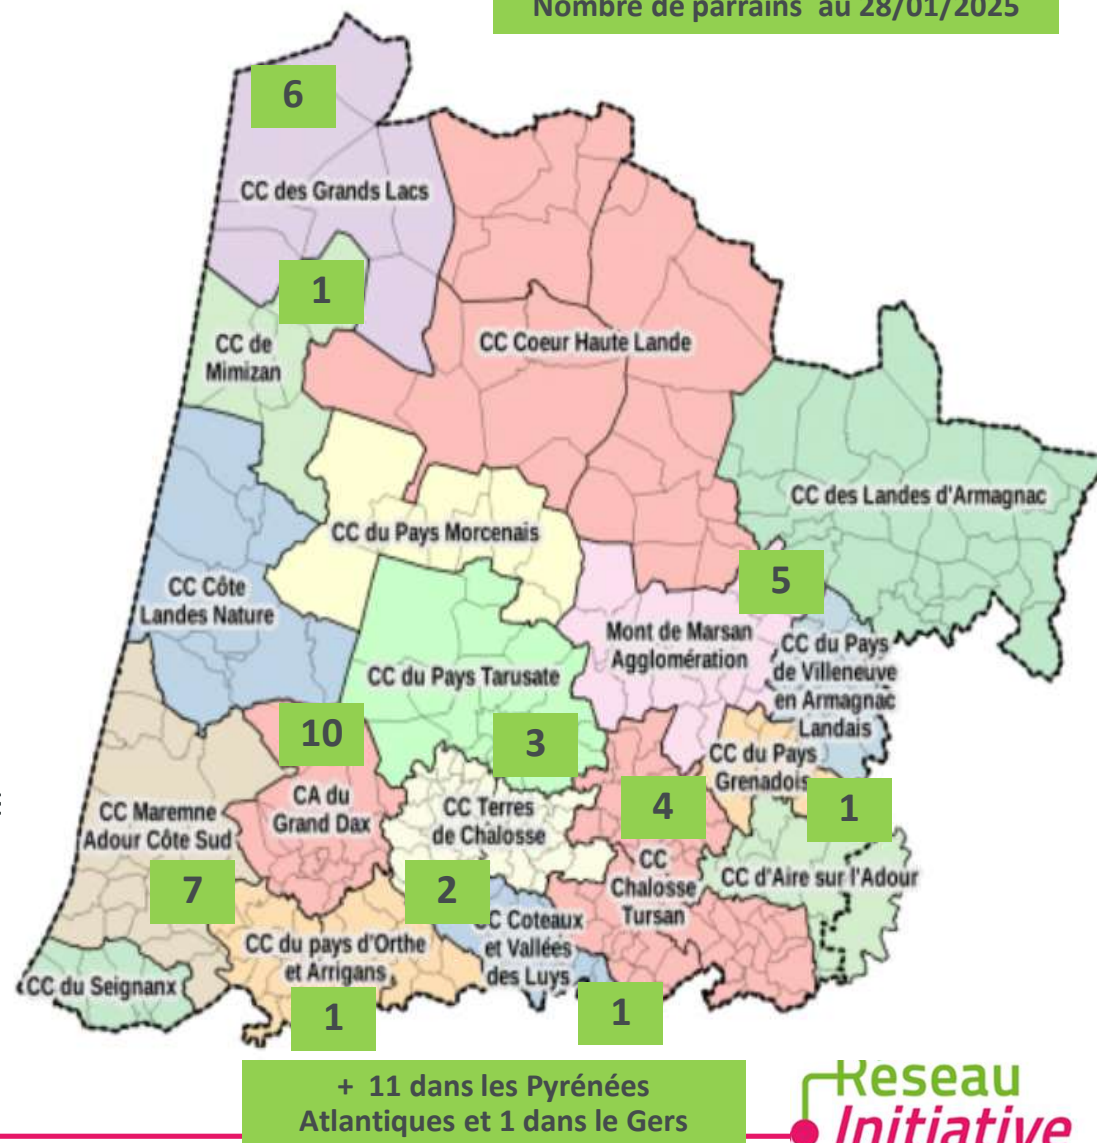 Nombre de parrains au 28/01/2025
6
CC des Grands Lacs
1
CC de
Mimizan
CC Coeur Haute Lande
CC des Landes d'Armagnac
CC du Pays Morcenais
5
CC Côte
Landes Nature
Mont de Marsan
Agglomération
CC du Pays
de Villeneuve
en Armagnac
Landais
CC du Pays Tarusate
10
3
CC du Pays
Grenadois
CA du
Grand Dax
CC Terres
de Chalosse
4
1
CC Maremne
Adour Côte Sud
CC
Chalosse
Tursan
CC d'Aire sur l'Adour
7
2
CC Coteaux
et Vallées
des Luys
CC du pays d'Orthe
et Arrigans
CC du Seignanx
1
1
+ 11 dans les Pyrénées
Atlantiques et 1 dans le Gers
Réseau
Initiative